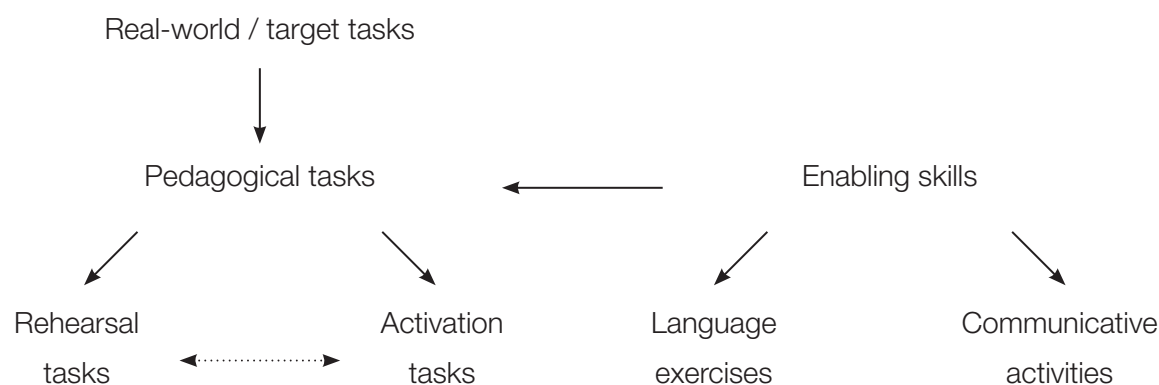 Real-world / target tasks
Pedagogical tasks
Enabling skills
Rehearsal
tasks
Activation
tasks
Language
exercises
Communicative
activities